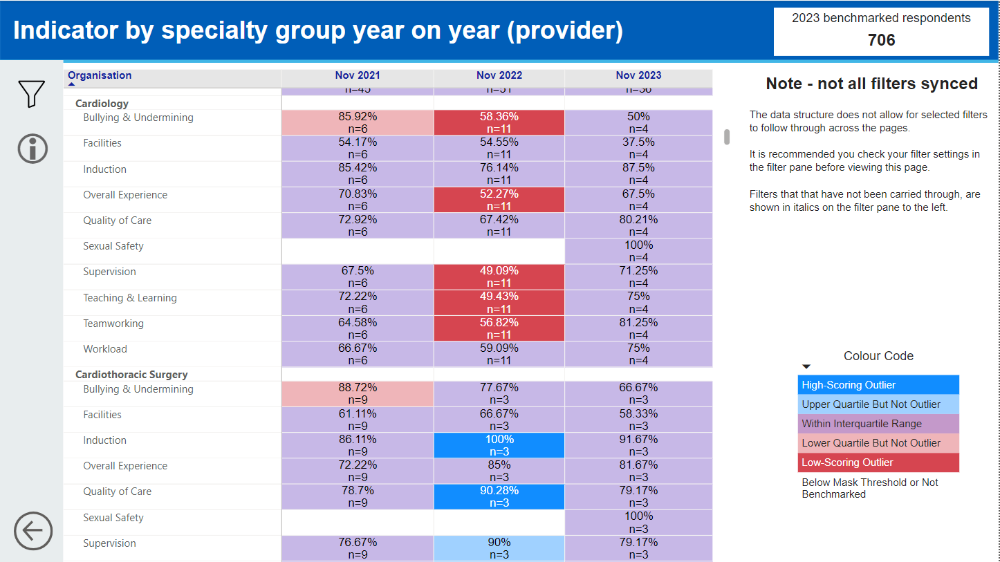 Indicator by specialty group year on year (provider)
2023 benchmarked respondents
706
Organisation Nov 2021 Nov 2022 Nov 2023
n=45 n=51 n=36
Cardiology
Bullying & Undermining 85.92% 58.36% 50%
n=6 n=11 n=4
Facilities 54.17% 54.55% 37.5%
n=6 n=11 n=4
Induction 85.42% 76.14% 87.5%
n=6 n=11 n=4
Overall Experience 70.83% 52.27% 67.5%
n=6 n=11 n=4
Quality of Care 72.92% 67.42% 80.21%
n=6 n=11 n=4
Sexual Safety 100%
n=4
Supervision 67.5% 49.09% 71.25%
n=6 n=11 n=4
Teaching & Learning 72.22% 49.43% 75%
n=6 n=11 n=4
Teamworking 64.58% 56.82% 81.25%
n=6 n=11 n=4
Workload 66.67% 59.09% 75%
n=6 n=11 n=4
Cardiothoracic Surgery
Bullying & Undermining 88.72% 77.67% 66.67%
n=9 n=3 n=3
Facilities 61.11% 66.67% 58.33%
n=9 n=3 n=3
Induction 86.11% 100% 91.67%
n=9 n=3 n=3
Overall Experience 72.22% 85% 81.67%
n=9 n=3 n=3
Quality of Care 78.7% 90.28% 79.17%
n=9 n=3 n=3
Sexual Safety 100%
n=3
Supervision 76.67% 90% 79.17%
n=9 n=3 n=3
Note - not all filters synced
The data structure does not allow for selected filters
to follow through across the pages.
It is recommended you check your filter settings in
the filter pane before viewing this page.
Filters that that have not been carried through, are
shown in italics on the filter pane to the left.
Colour Code
High-Scoring Outlier
Upper Quartile But Not Outlier
Within Interquartile Range
Lower Quartile But Not Outlier
Low-Scoring Outlier
Below Mask Threshold or Not
Benchmarked